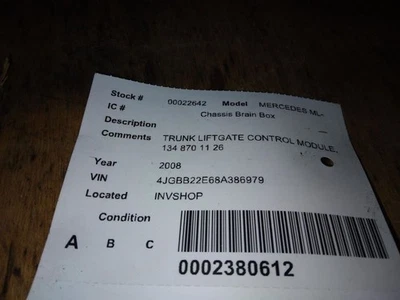 Stock # 00022642 Model MERCEDES ML-
IC # Chassis Brain Box
Description
Comments TRUNK LIFTGATE CONTROL MODULE,
134 870 11 26
Year 2008
VIN 4JGBB22E68A386979
Located INVSHOP
Condition
A B C
0002380612